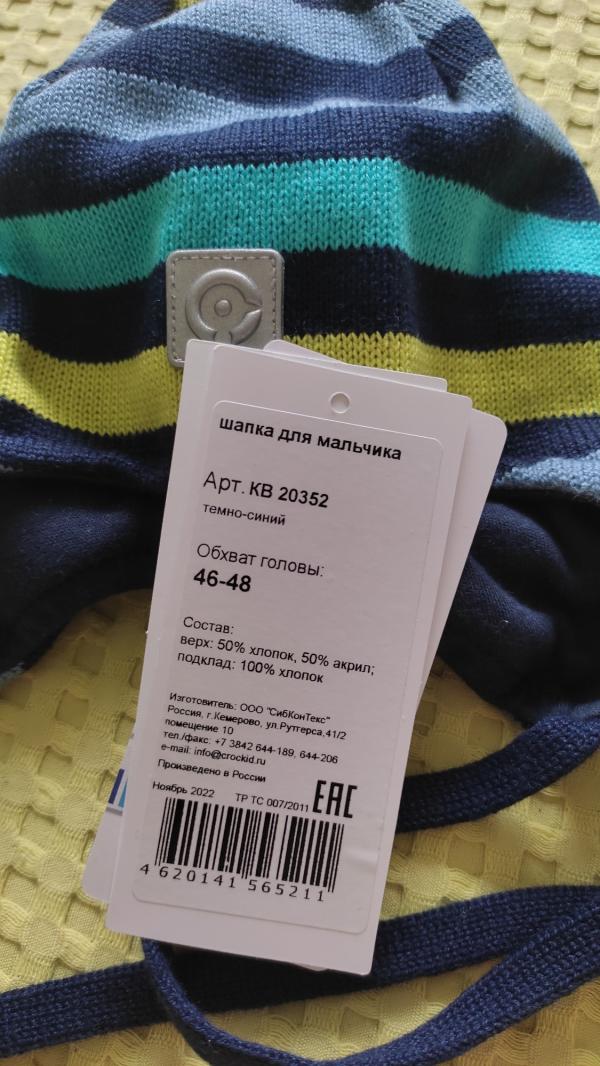 шапка для мальчика
Арт. КВ 20352
темно-синий
Обхват головы:
46-48
Состав:
верх: 50% хлопок, 50% акрил;
подклад: 100% хлопок
Изготовитель: ООО "СибКонТекс"
Россия, г.Кемерово, ул.Рутгерса,41/2
помещение 10
тел./факс: +7 3842 644-189, 644-206
e-mail: info@crockid.ru
Произведено в России
Ноябрь 2022 ТР ТС 007/2011 ЕАС
4 620141 565211